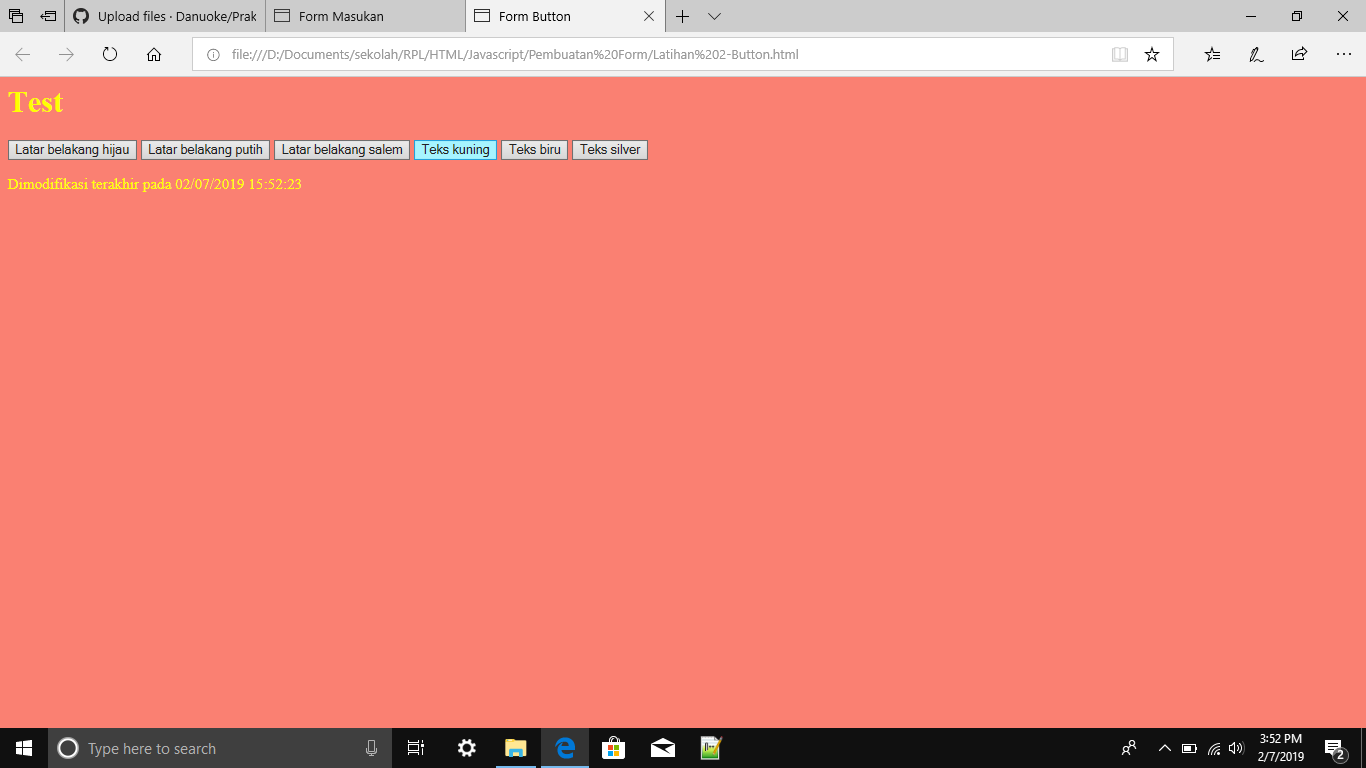 Upload files · Danuoke/Prak
Form Masukan
Form Button
file:///D:/Documents/sekolah/RPL/HTML/Javascript/Pembuatan%20Form/Latihan%202-Button.html
Test
Latar belakang hijau Latar belakang putih Latar belakang salem Teks kuning Teks biru Teks silver
Dimodifikasi terakhir pada 02/07/2019 15:52:23
Type here to search
3:52 PM
2/7/2019
2